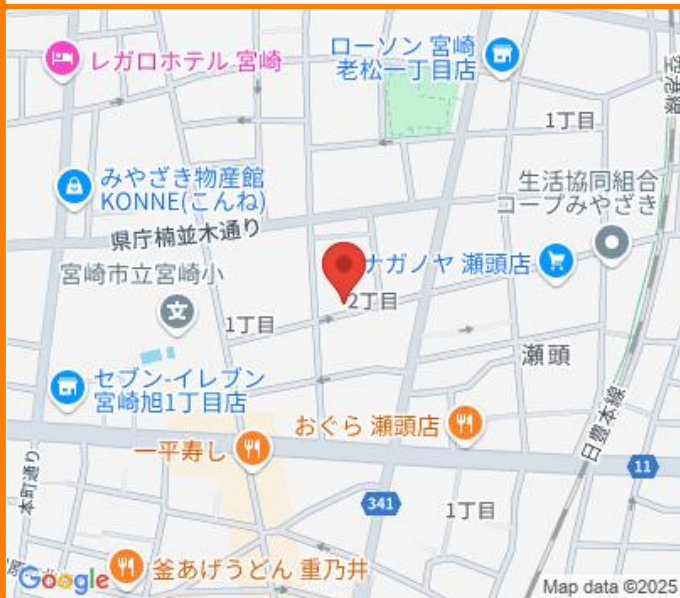 レガロホテル 宮崎
ローソン 宮崎
老松一丁目店
空港線
1丁目
みやざき物産館
KONNE(こんね)
生活協同組合
コープみやざき
県庁楠並木通り
ナガノヤ 瀬頭店
宮崎市立宮崎小
2丁目
1丁目
瀬頭
セブン-イレブン
宮崎旭1丁目店
おぐら 瀬頭店
日豊本線
一平寿し
11
本町通り
341
1丁目
釜あげうどん 重乃井
Google
Map data ©2025